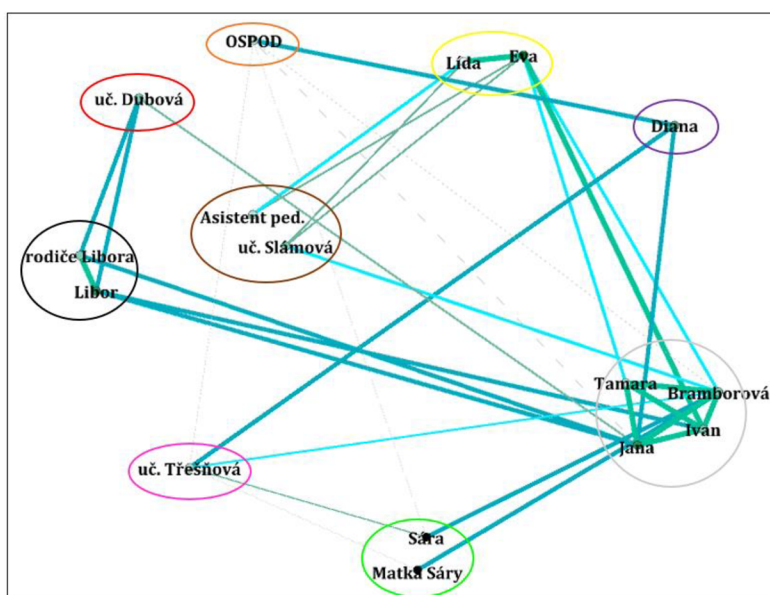 OSPOD
Lída
Eva
uč. Dubová
Diana
Asistent ped.
uč. Slámová
rodiče Libora
Libor
Tamara
Bramborová
Ivan
Jana
uč. Třešňová
Sára
Matka Sáry